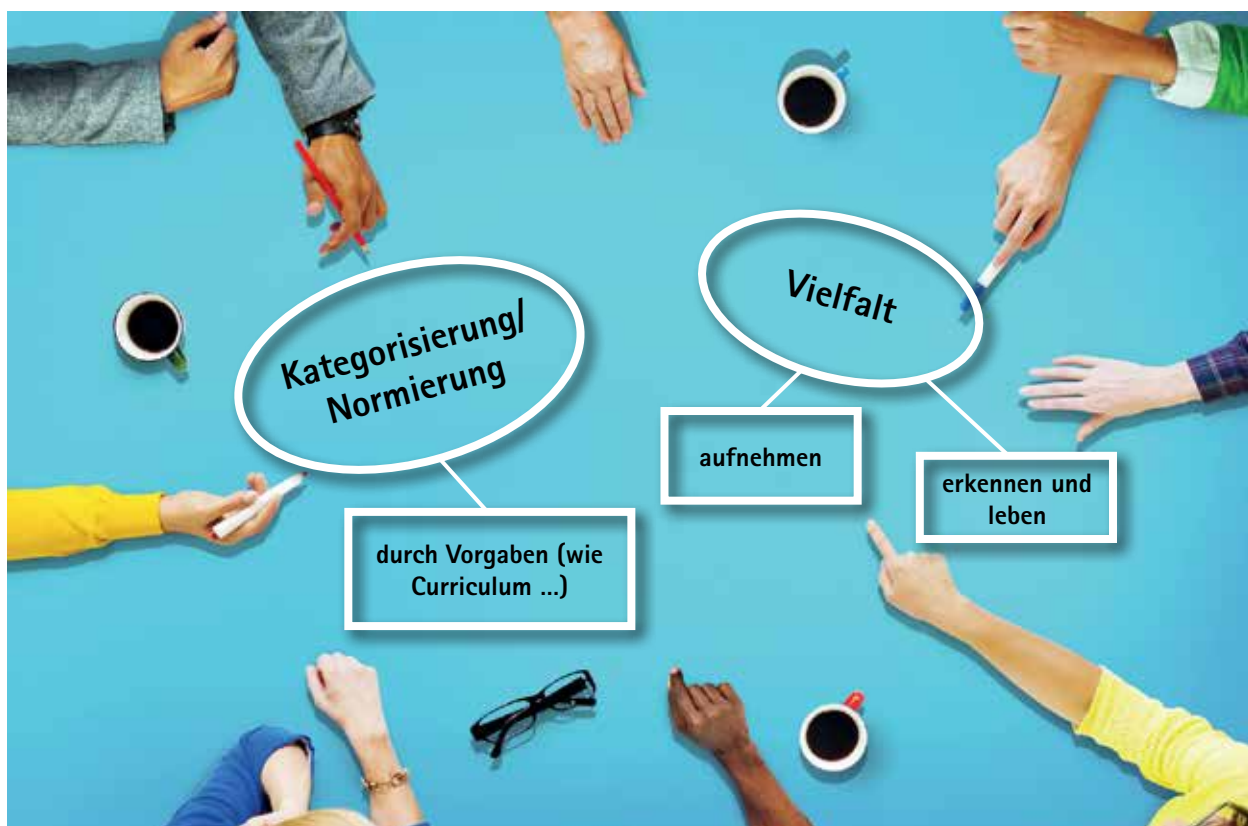 Kategorisierung/
Normierung
durch Vorgaben (wie
Curriculum ...)
Vielfalt
aufnehmen
erkennen und
leben